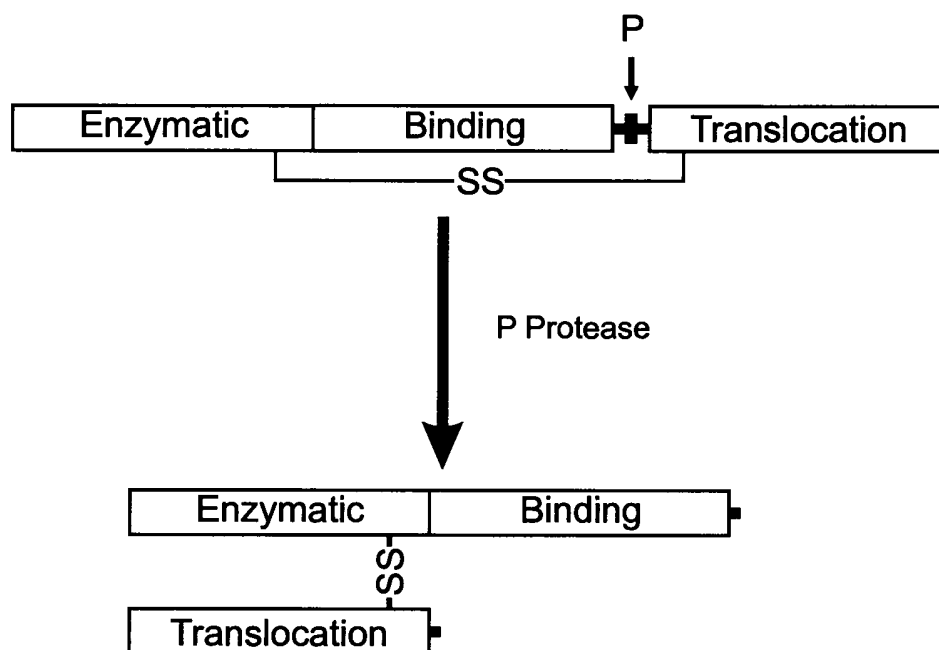 P
Enzymatic Binding Translocation
SS
P Protease
Enzymatic Binding
SS
Translocation